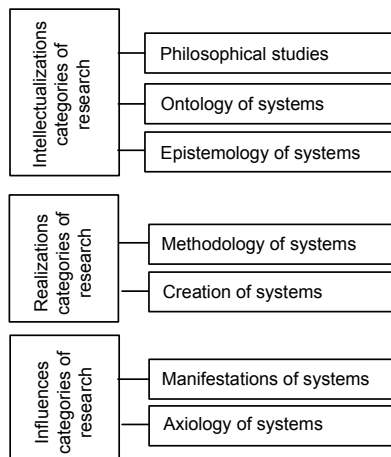 Intellectualizations
categories of
research
Philosophical studies
Ontology of systems
Epistemology of systems
Realizations
categories of
research
Methodology of systems
Creation of systems
Influences
categories of
research
Manifestations of systems
Axiology of systems